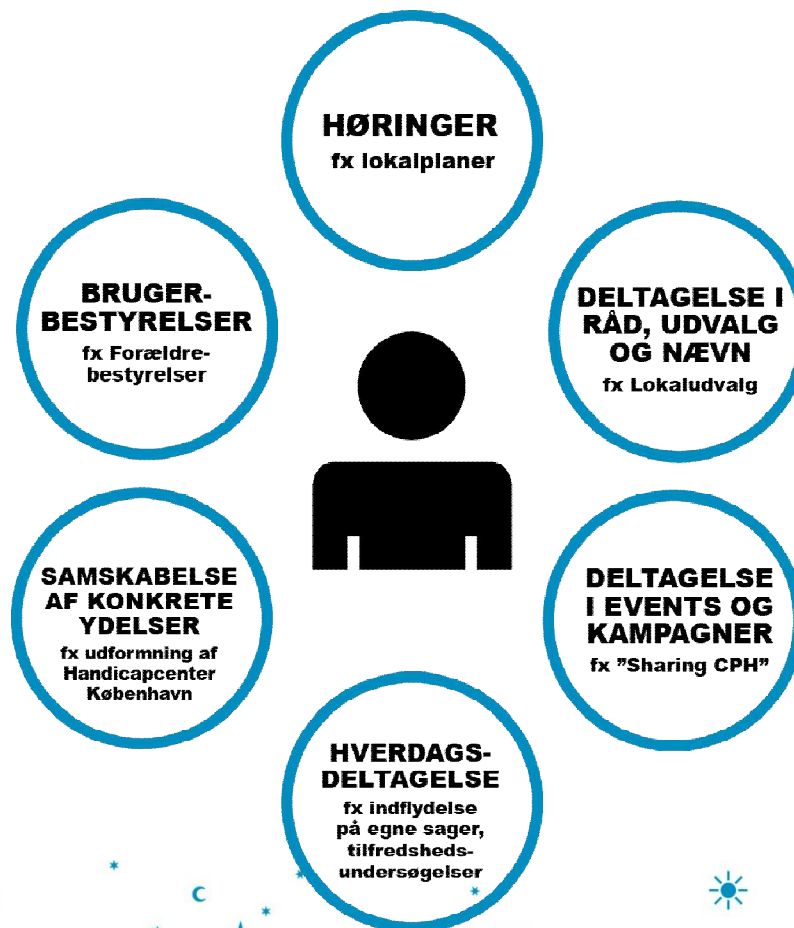 HØRINGER
fx lokalplaner
BRUGER-
BESTYRELSER
fx Forældre-
bestyrelser
DELTAGELSE I
RÅD, UDVALG
OG NÆVN
fx Lokaludvalg
SAMSKABELSE
AF KONKRETE
YDELSER
fx udformning af
Handicapcenter
København
DELTAGELSE
I EVENTS OG
KAMPAGNER
fx ”Sharing CPH”
HVERDAGS-
DELTAGELSE
fx indflydelse
på egne sager,
tilfredsheds-
undersøgelser